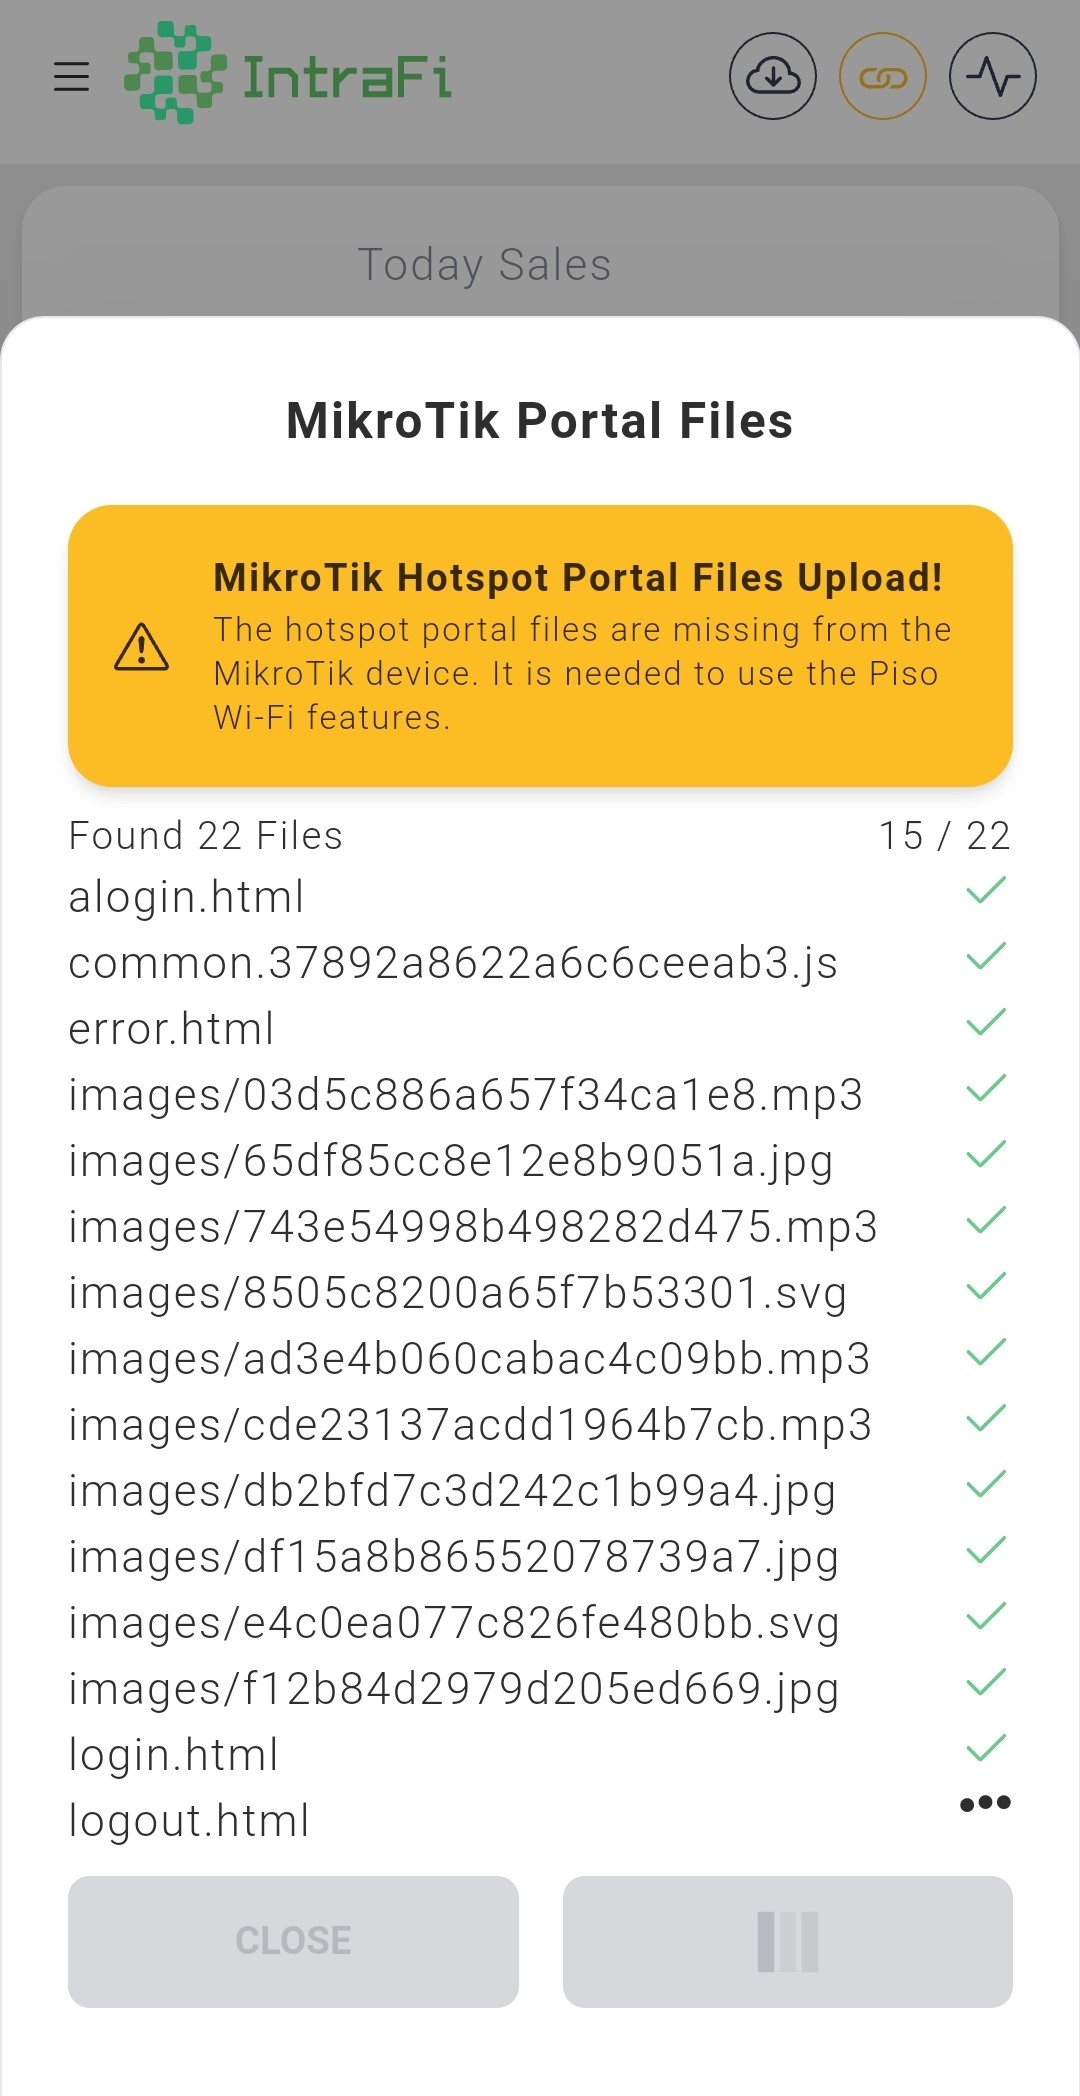 IntraFi
Today Sales
MikroTik Portal Files
MikroTik Hotspot Portal Files Upload!
The hotspot portal files are missing from the
MikroTik device. It is needed to use the Piso
Wi-Fi features.
Found 22 Files 15 / 22
alogin.html
common.37892a8622a6c6ceeab3.js
error.html
images/03d5c886a657f34ca1e8.mp3
images/65df85cc8e12e8b9051a.jpg
images/743e54998b498282d475.mp3
images/8505c8200a65f7b53301.svg
images/ad3e4b060cabac4c09bb.mp3
images/cde23137acdd1964b7cb.mp3
images/db2bfd7c3d242c1b99a4.jpg
images/df15a8b86552078739a7.jpg
images/e4c0ea077c826fe480bb.svg
images/f12b84d2979d205ed669.jpg
login.html
logout.html
CLOSE